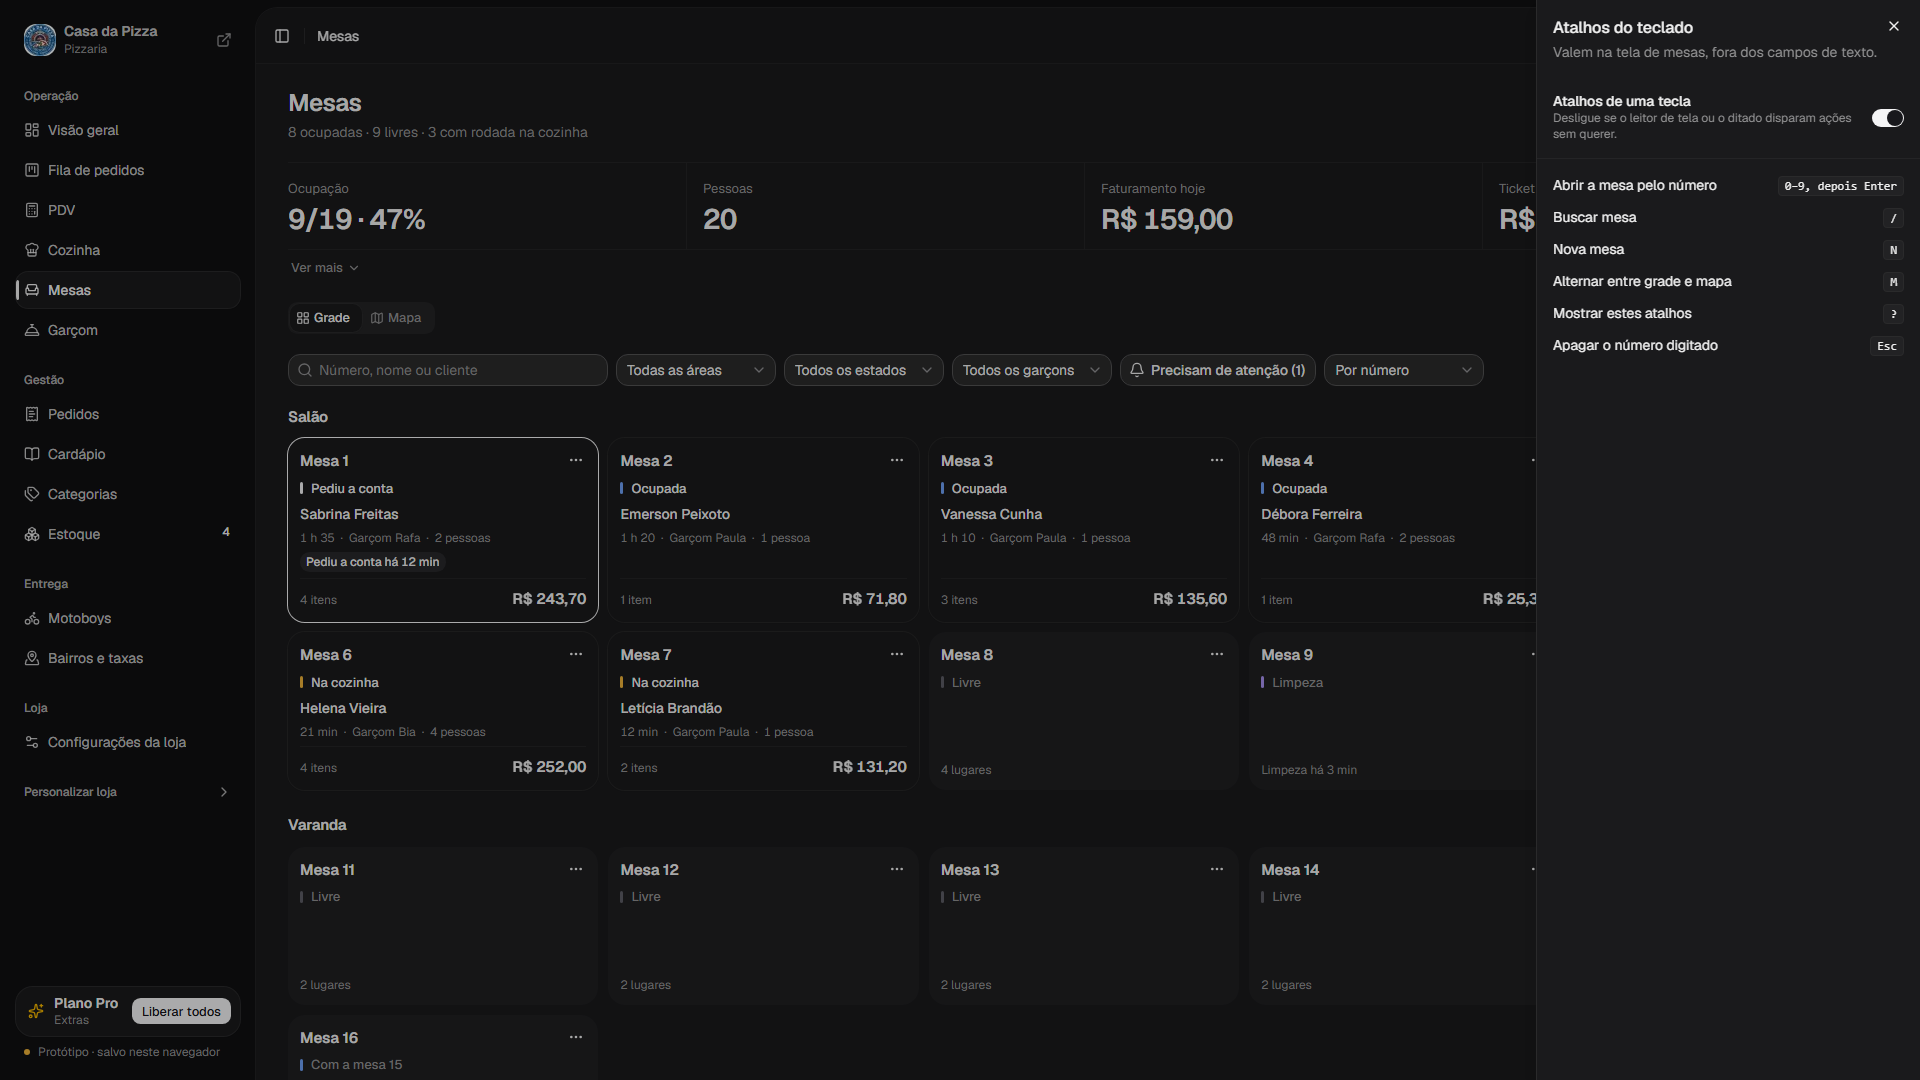 Casa da Pizza
Pizzaria
Operação
Visão geral
Fila de pedidos
PDV
Cozinha
Mesas
Garçom
Gestão
Pedidos
Cardápio
Categorias
Estoque 4
Entrega
Motoboys
Bairros e taxas
Loja
Configurações da loja
Personalizar loja
Plano Pro
Extras
Liberar todos
Protótipo · salvo neste navegador
Mesas
Mesas
8 ocupadas · 9 livres · 3 com rodada na cozinha
Ocupação
9/19 · 47%
Pessoas
20
Faturamento hoje
R$ 159,00
Ticket
R$
Ver mais
Grade Mapa
Número, nome ou cliente
Todas as áreas
Todos os estados
Todos os garçons
Precisam de atenção (1)
Por número
Salão
Mesa 1
Pediu a conta
Sabrina Freitas
1 h 35 · Garçom Rafa · 2 pessoas
Pediu a conta há 12 min
4 itens R$ 243,70
Mesa 2
Ocupada
Emerson Peixoto
1 h 20 · Garçom Paula · 1 pessoa
1 item R$ 71,80
Mesa 3
Ocupada
Vanessa Cunha
1 h 10 · Garçom Paula · 1 pessoa
3 itens R$ 135,60
Mesa 4
Ocupada
Débora Ferreira
48 min · Garçom Rafa · 2 pessoas
1 item R$ 25,3
Mesa 6
Na cozinha
Helena Vieira
21 min · Garçom Bia · 4 pessoas
4 itens R$ 252,00
Mesa 7
Na cozinha
Letícia Brandão
12 min · Garçom Paula · 1 pessoa
2 itens R$ 131,20
Mesa 8
Livre
4 lugares
Mesa 9
Limpeza
Limpeza há 3 min
Varanda
Mesa 11
Livre
2 lugares
Mesa 12
Livre
2 lugares
Mesa 13
Livre
2 lugares
Mesa 14
Livre
2 lugares
Mesa 16
Com a mesa 15
Atalhos do teclado
Valem na tela de mesas, fora dos campos de texto.
Atalhos de uma tecla
Desligue se o leitor de tela ou o ditado disparam ações
sem querer.
Abrir a mesa pelo número 0–9, depois Enter
Buscar mesa /
Nova mesa N
Alternar entre grade e mapa M
Mostrar estes atalhos ?
Apagar o número digitado Esc